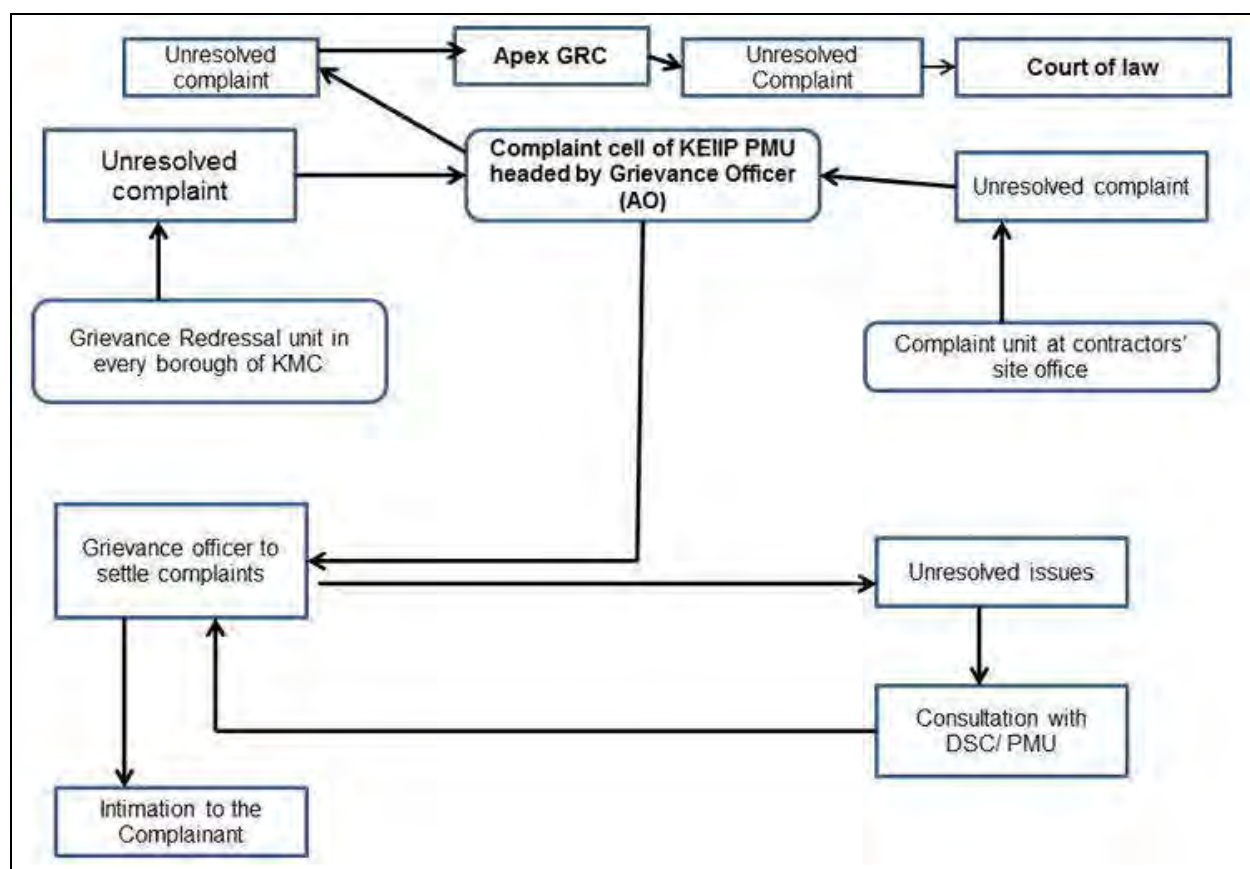 Unresolved
complaint
Apex GRC
Unresolved
Complaint
Court of law
Unresolved
complaint
Complaint cell of KEIIP PMU
headed by Grievance Officer
(AO)
Unresolved complaint
Grievance Redressal unit in
every borough of KMC
Complaint unit at contractors'
site office
Grievance officer to
settle complaints
Unresolved issues
Consultation with
DSC/ PMU
Intimation to the
Complainant